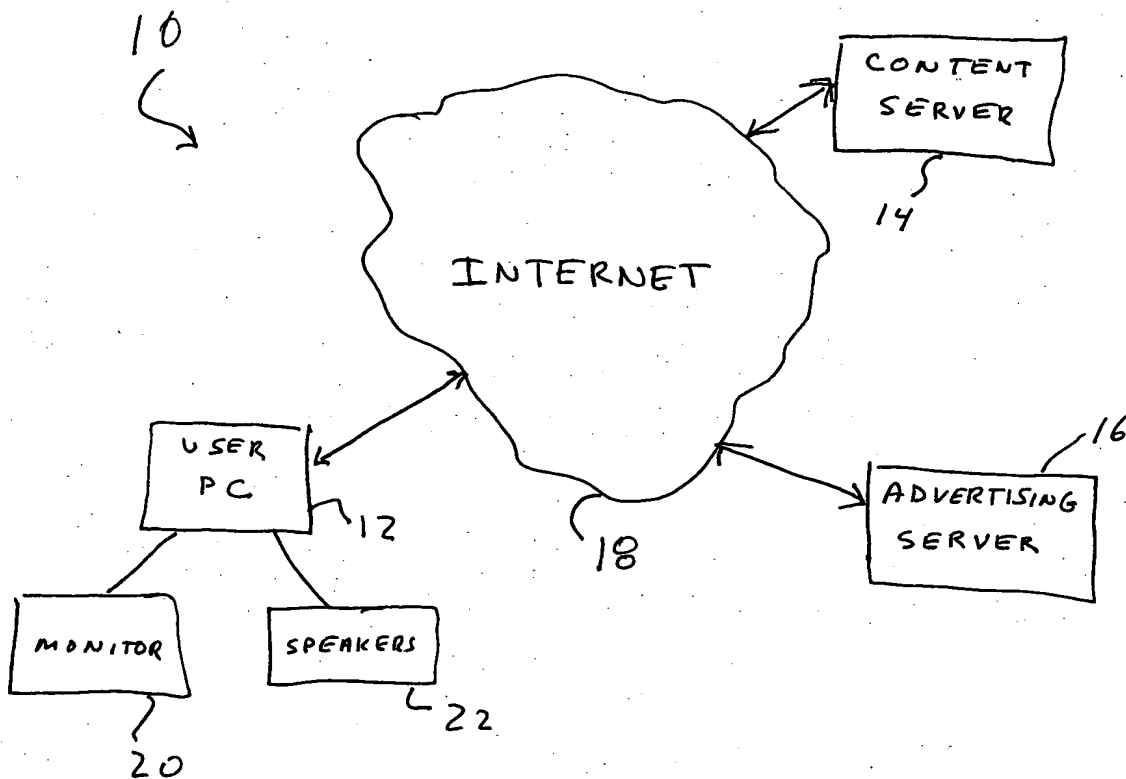 10
CONTENT
SERVER
14
INTERNET
USER
PC
12
18
16
ADVERTISING
SERVER
MONITOR
20
SPEAKERS
22